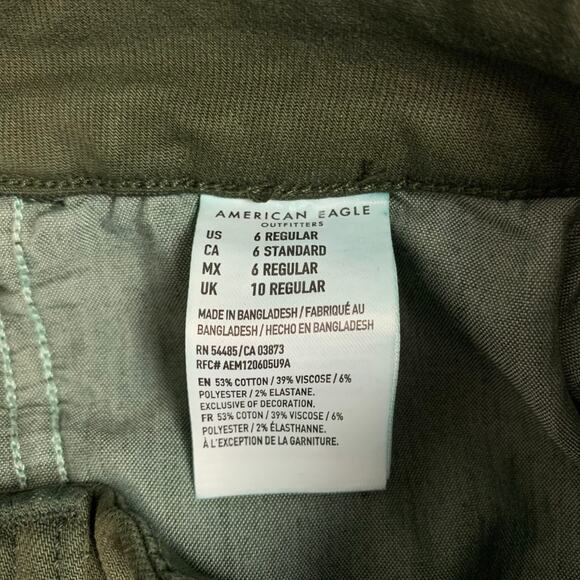 AMERICAN EAGLE
OUTFITTERS
US 6 REGULAR
CA 6 STANDARD
MX 6 REGULAR
UK 10 REGULAR
MADE IN BANGLADESH / FABRIQUÉ AU
BANGLADESH / HECHO EN BANGLADESH
RN 54485/CA 03873
RFC# AEM120605U9A
EN 53% COTTON / 39% VISCOSE / 6%
POLYESTER / 2% ELASTANE.
EXCLUSIVE OF DECORATION.
FR 53% COTON / 39% VISCOSE / 6%
POLYESTER / 2% ÉLASTHANNE.
À L'EXCEPTION DE LA GARNITURE.